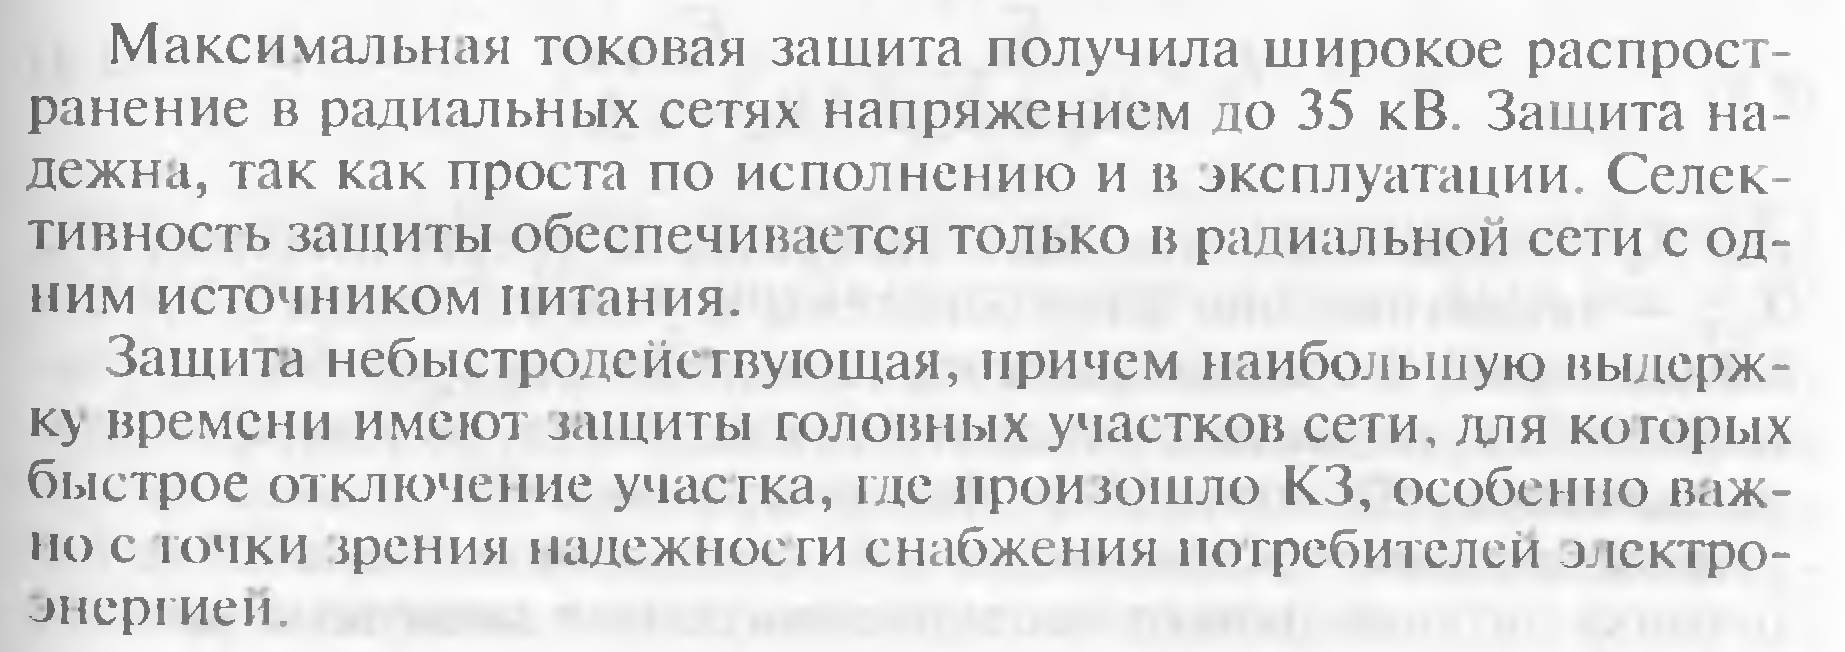 Максимальная токовая защита получила широкое распрост-
ранение в радиальных сетях напряжением до 35 кВ. Защита на-
дежна, так как проста по исполнению и в эксплуатации. Селек-
тивность защиты обеспечивается только в радиальной сети с од-
ним источником питания.
Защита небыстродействующая, причем наибольшую выдерж-
ку времени имеют защиты головных участков сети, для которых
быстрое отключение участка, где произошло КЗ, особенно важ-
но с точки зрения надежности снабжения потребителей электро-
энергией.